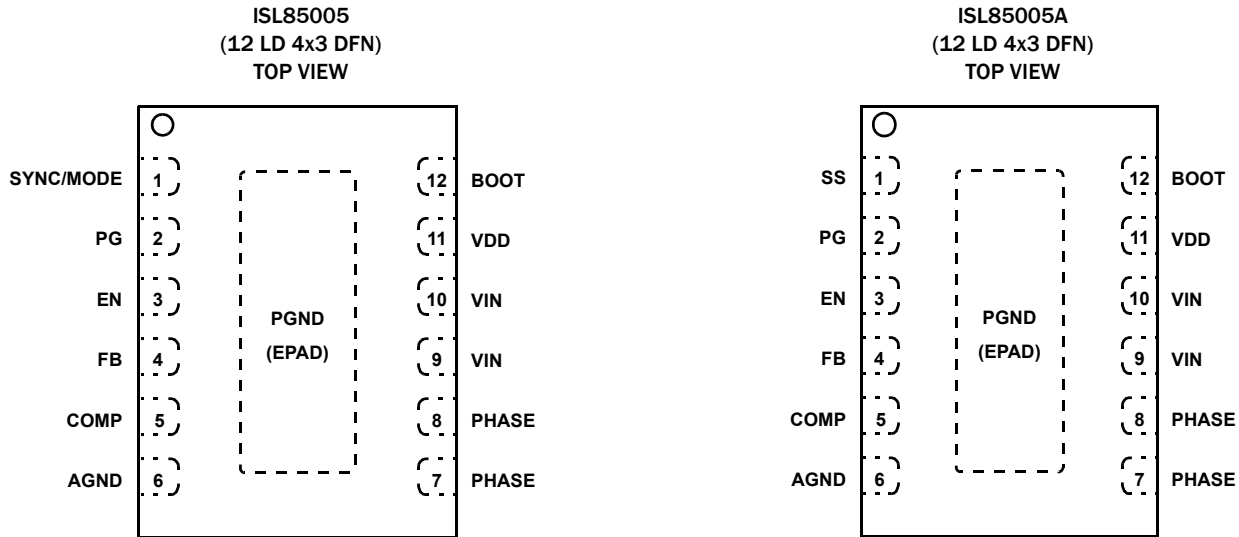 ISL85005
(12 LD 4x3 DFN)
TOP VIEW
SYNC/MODE 1
PG 2
EN 3
FB 4
COMP 5
AGND 6
PGND
(EPAD)
12 BOOT
11 VDD
10 VIN
9 VIN
8 PHASE
7 PHASE
ISL85005A
(12 LD 4x3 DFN)
TOP VIEW
SS 1
PG 2
EN 3
FB 4
COMP 5
AGND 6
PGND
(EPAD)
12 BOOT
11 VDD
10 VIN
9 VIN
8 PHASE
7 PHASE